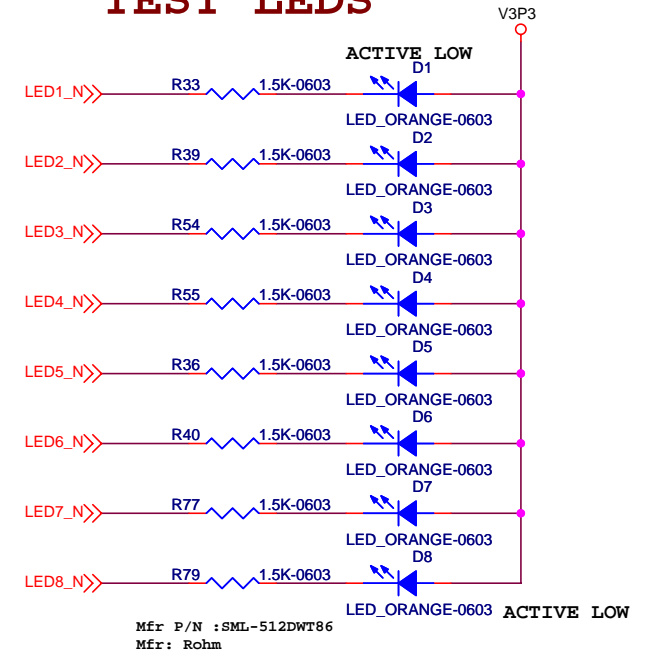 TEST LEDS
V3P3
ACTIVE LOW
D1
LED1_N R33 1.5K-0603
LED_ORANGE-0603
D2
LED2_N R39 1.5K-0603
LED_ORANGE-0603
D3
LED3_N R54 1.5K-0603
LED_ORANGE-0603
D4
LED4_N R55 1.5K-0603
LED_ORANGE-0603
D5
LED5_N R36 1.5K-0603
LED_ORANGE-0603
D6
LED6_N R40 1.5K-0603
LED_ORANGE-0603
D7
LED7_N R77 1.5K-0603
LED_ORANGE-0603
D8
LED8_N R79 1.5K-0603
LED_ORANGE-0603 ACTIVE LOW
Mfr P/N :SML-512DWT86
Mfr: Rohm